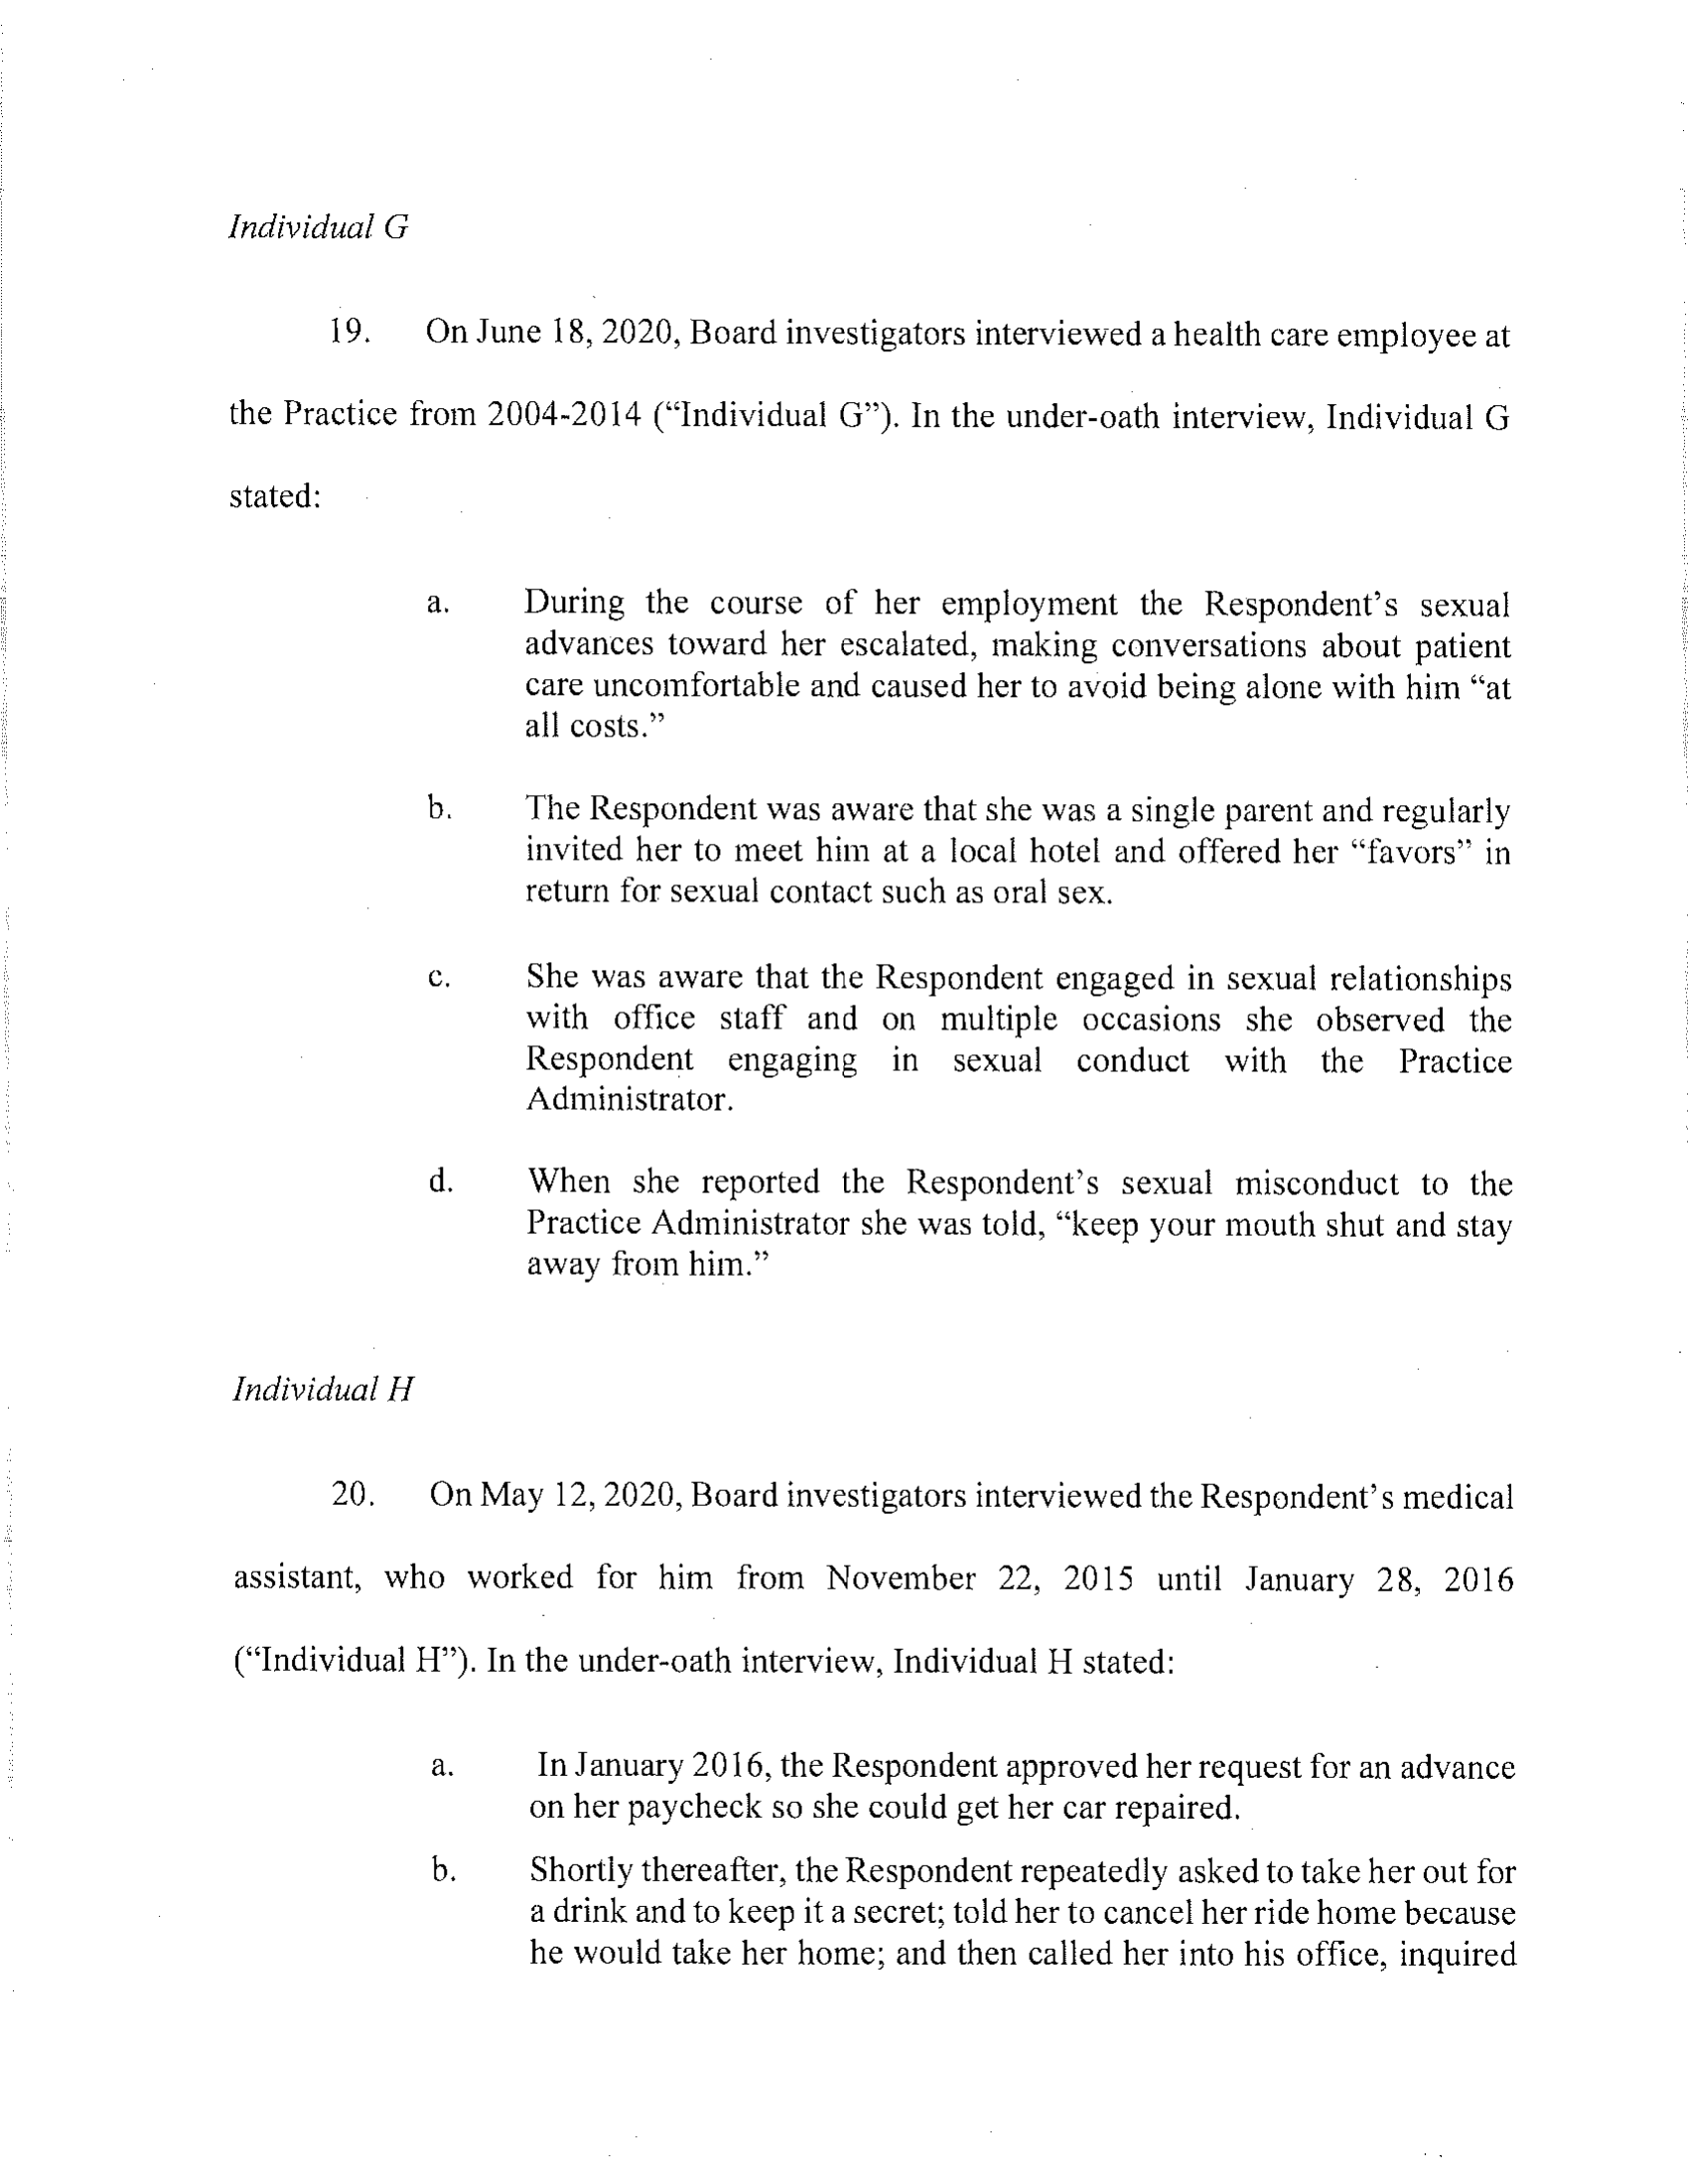 Individual G
19. On June 18, 2020, Board investigators interviewed a health care employee at
the Practice from 2004-2014 (“Individual G”). In the under-oath interview, Individual G
stated:
a. During the course of her employment the Respondent’s sexual
advances toward her escalated, making conversations about patient
care uncomfortable and caused her to avoid being alone with him “at
all costs.”
b. The Respondent was aware that she was a single parent and regularly
invited her to meet him at a local hotel and offered her “favors” in
return for sexual contact such as oral sex.
c. She was aware that the Respondent engaged in sexual relationships
with office staff and on multiple occasions she observed the
Respondent engaging in sexual conduct with the Practice
Administrator.
d. When she reported the Respondent’s sexual misconduct to the
Practice Administrator she was told, “keep your mouth shut and stay
away from him.”
Individual H
20. On May 12, 2020, Board investigators interviewed the Respondent’s medical
assistant, who worked for him from November 22, 2015 until January 28, 2016
(“Individual H”). In the under-oath interview, Individual H stated:
a. In January 2016, the Respondent approved her request for an advance
on her paycheck so she could get her car repaired.
b. Shortly thereafter, the Respondent repeatedly asked to take her out for
a drink and to keep it a secret; told her to cancel her ride home because
he would take her home; and then called her into his office, inquired